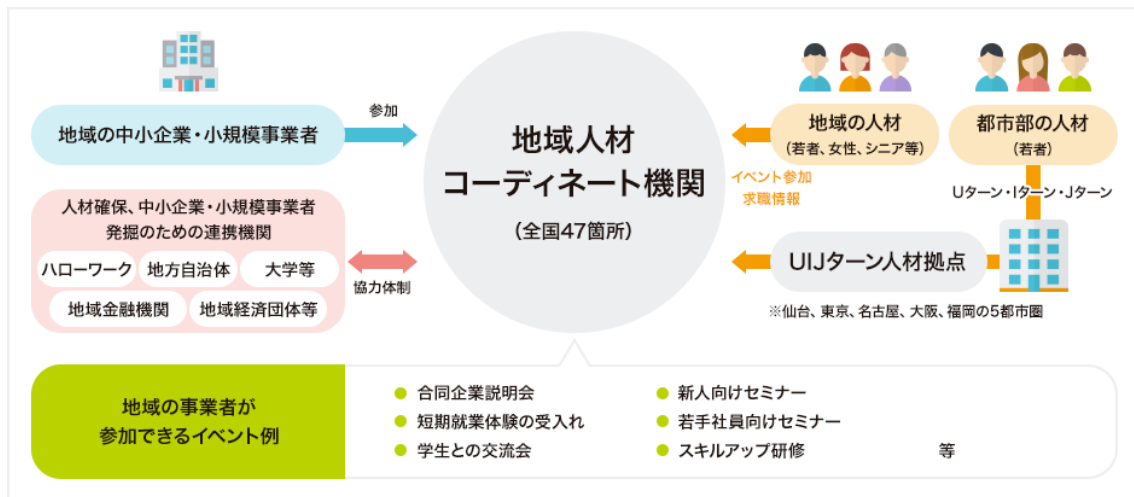 地域の中小企業・小規模事業者
参加
人材確保、中小企業・小規模事業者
発掘のための連携機関
ハローワーク
地方自治体
大学等
地域金融機関
地域経済団体等
協力体制
地域人材
コーディネート機関
（全国47箇所）
地域の人材
（若者、女性、シニア等）
都市部の人材
（若者）
イベント参加
求職情報
Uターン・Iターン・Jターン
UIJターン人材拠点
※仙台、東京、名古屋、大阪、福岡の5都市圏
地域の事業者が
参加できるイベント例
● 合同企業説明会
● 短期就業体験の受入れ
● 学生との交流会
● 新人向けセミナー
● 若手社員向けセミナー
● スキルアップ研修 等